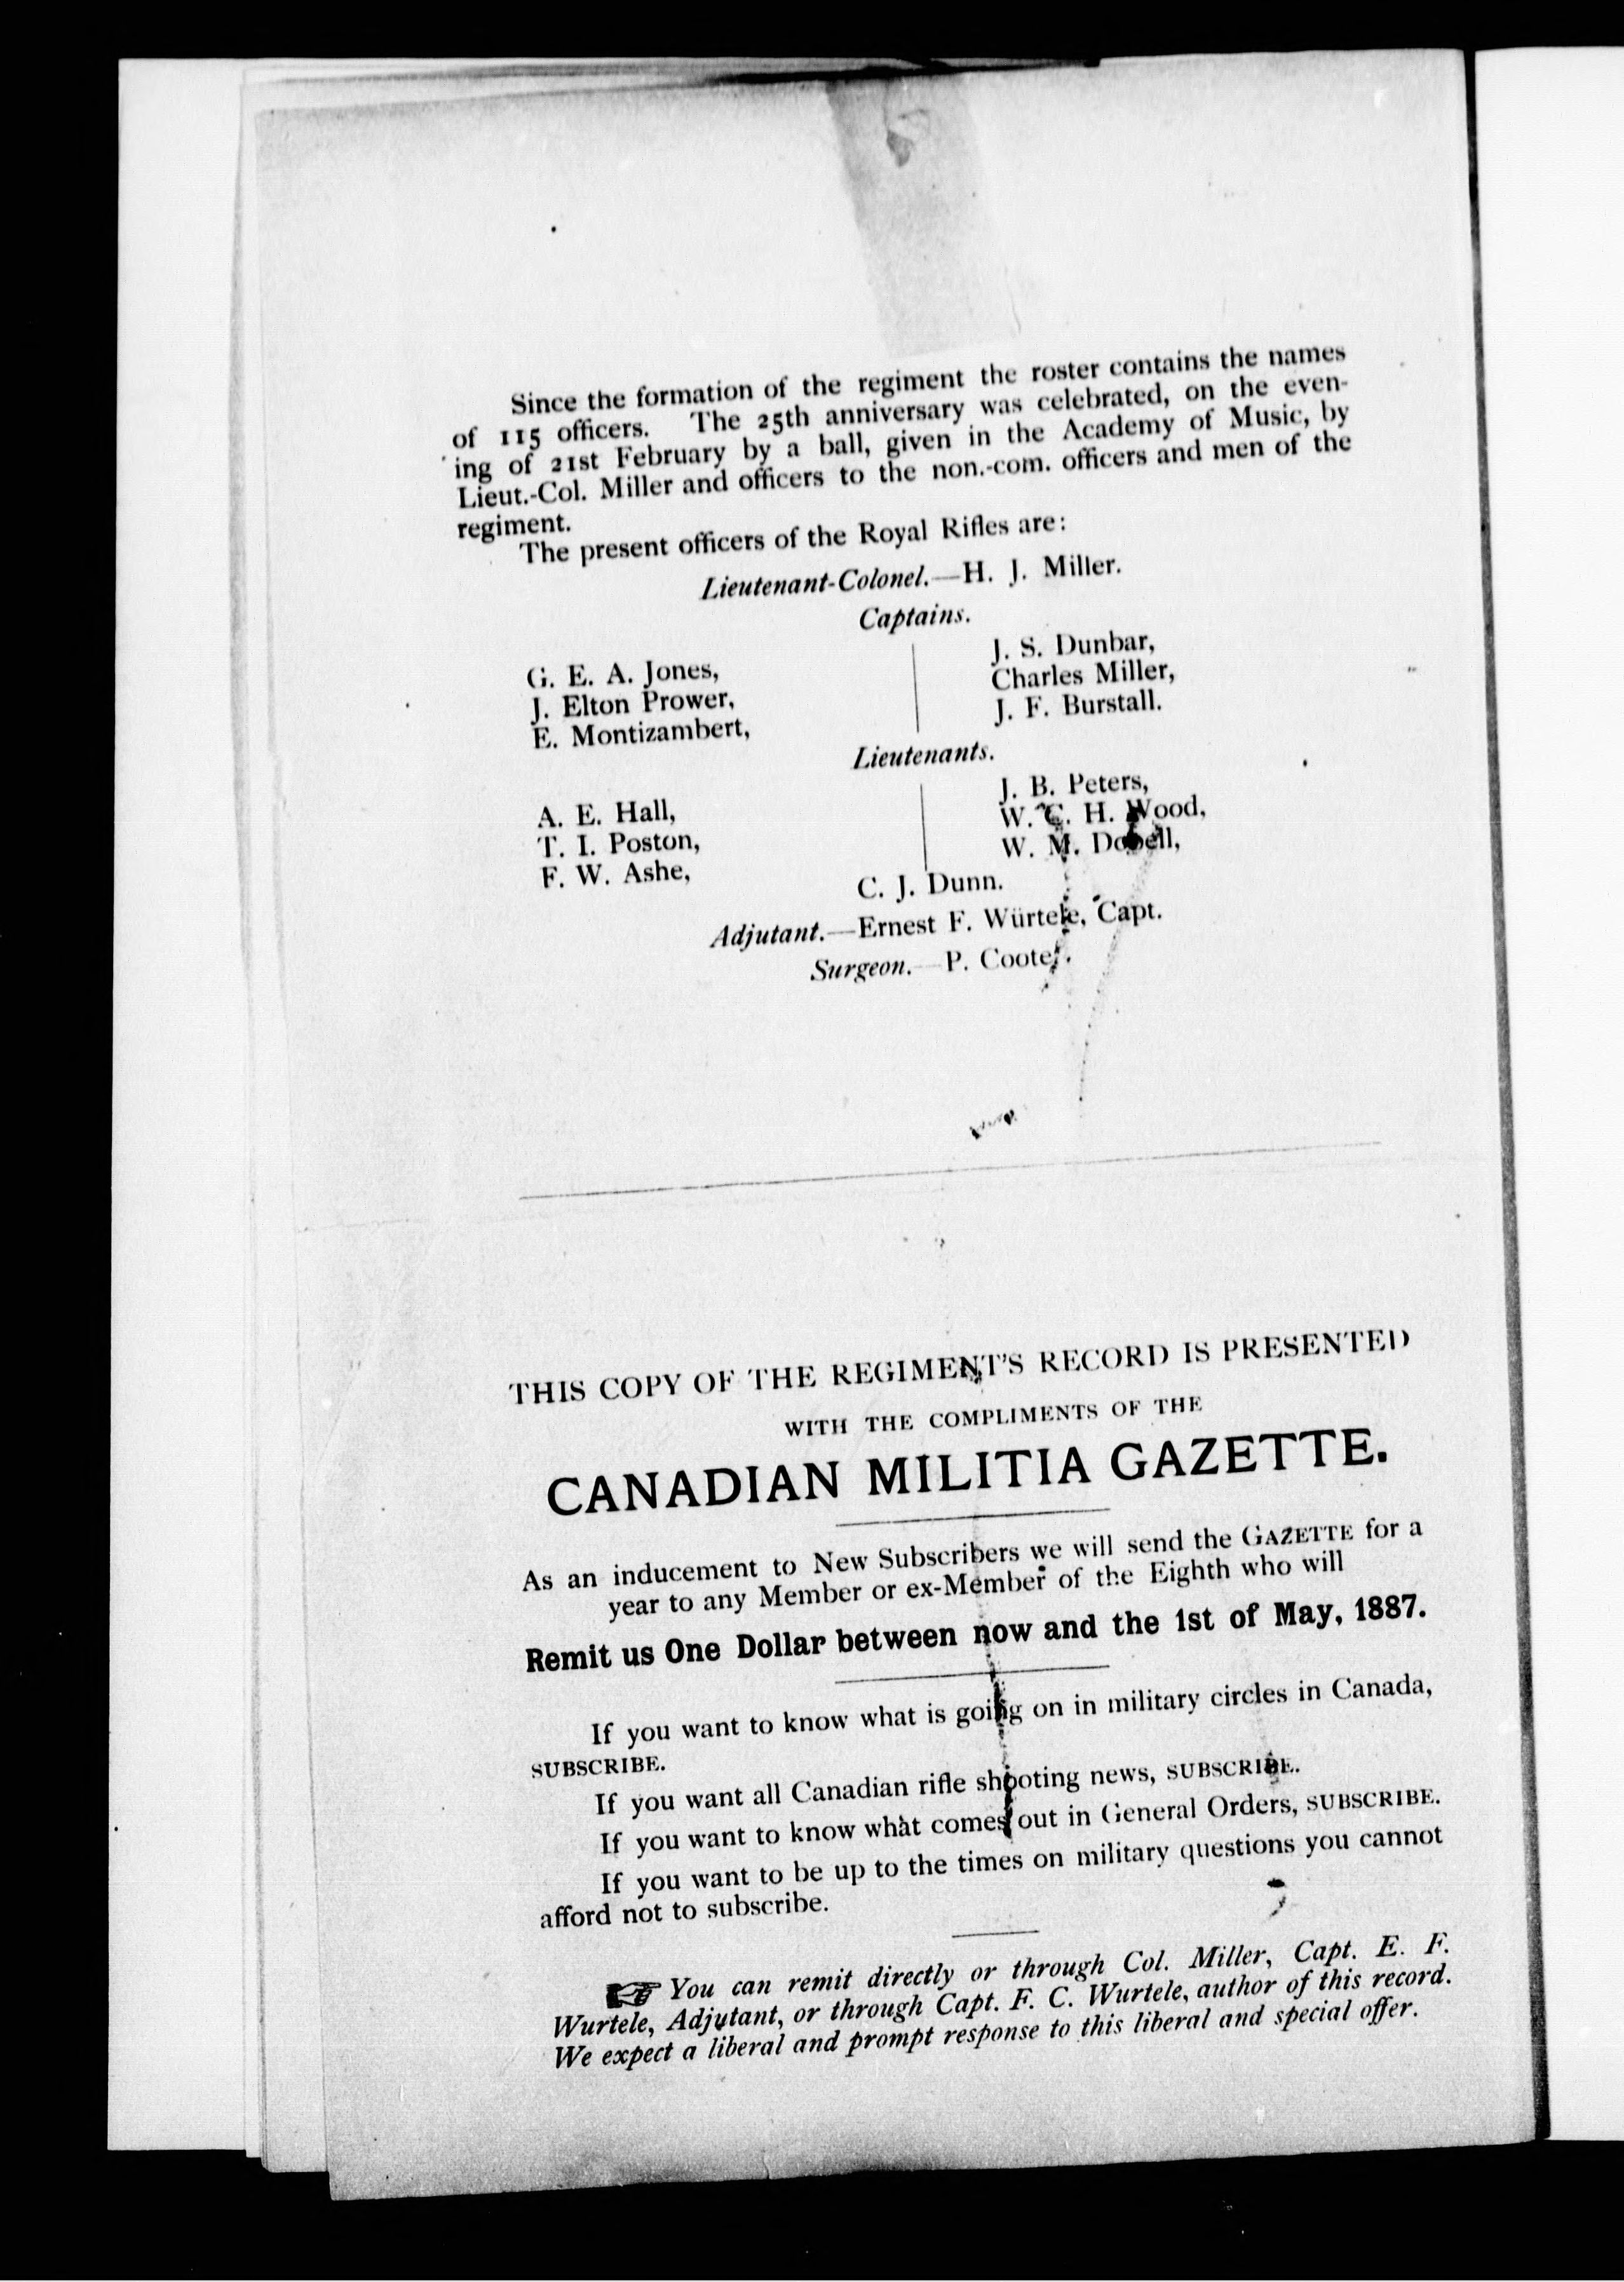 Since the formation of the regiment the roster contains the names
of 115 officers. The 25th anniversary was celebrated, on the even-
ing of 21st February by a ball, given in the Academy of Music, by
Lieut.-Col. Miller and officers to the non.-com. officers and men of the
regiment.
The present officers of the Royal Rifles are:
Lieutenant-Colonel.—H. J. Miller.
Captains.
G. E. A. Jones,
J. Elton Prower,
E. Montizambert,
J. S. Dunbar,
Charles Miller,
J. F. Burstall.
Lieutenants.
A. E. Hall,
T. I. Poston,
F. W. Ashe,
J. B. Peters,
W. C. H. Wood,
W. M. Dobell,
C. J. Dunn.
Adjutant.—Ernest F. Würtele, Capt.
Surgeon.—P. Coote.
THIS COPY OF THE REGIMENT'S RECORD IS PRESENTED
WITH THE COMPLIMENTS OF THE
CANADIAN MILITIA GAZETTE.
As an inducement to New Subscribers we will send the GAZETTE for a
year to any Member or ex-Member of the Eighth who will
Remit us One Dollar between now and the 1st of May, 1887.
If you want to know what is going on in military circles in Canada,
SUBSCRIBE.
If you want all Canadian rifle shooting news, SUBSCRIBE.
If you want to know what comes out in General Orders, SUBSCRIBE.
If you want to be up to the times on military questions you cannot
afford not to subscribe.
☞ You can remit directly or through Col. Miller, Capt. E. F.
Wurtele, Adjutant, or through Capt. F. C. Wurtele, author of this record.
We expect a liberal and prompt response to this liberal and special offer.